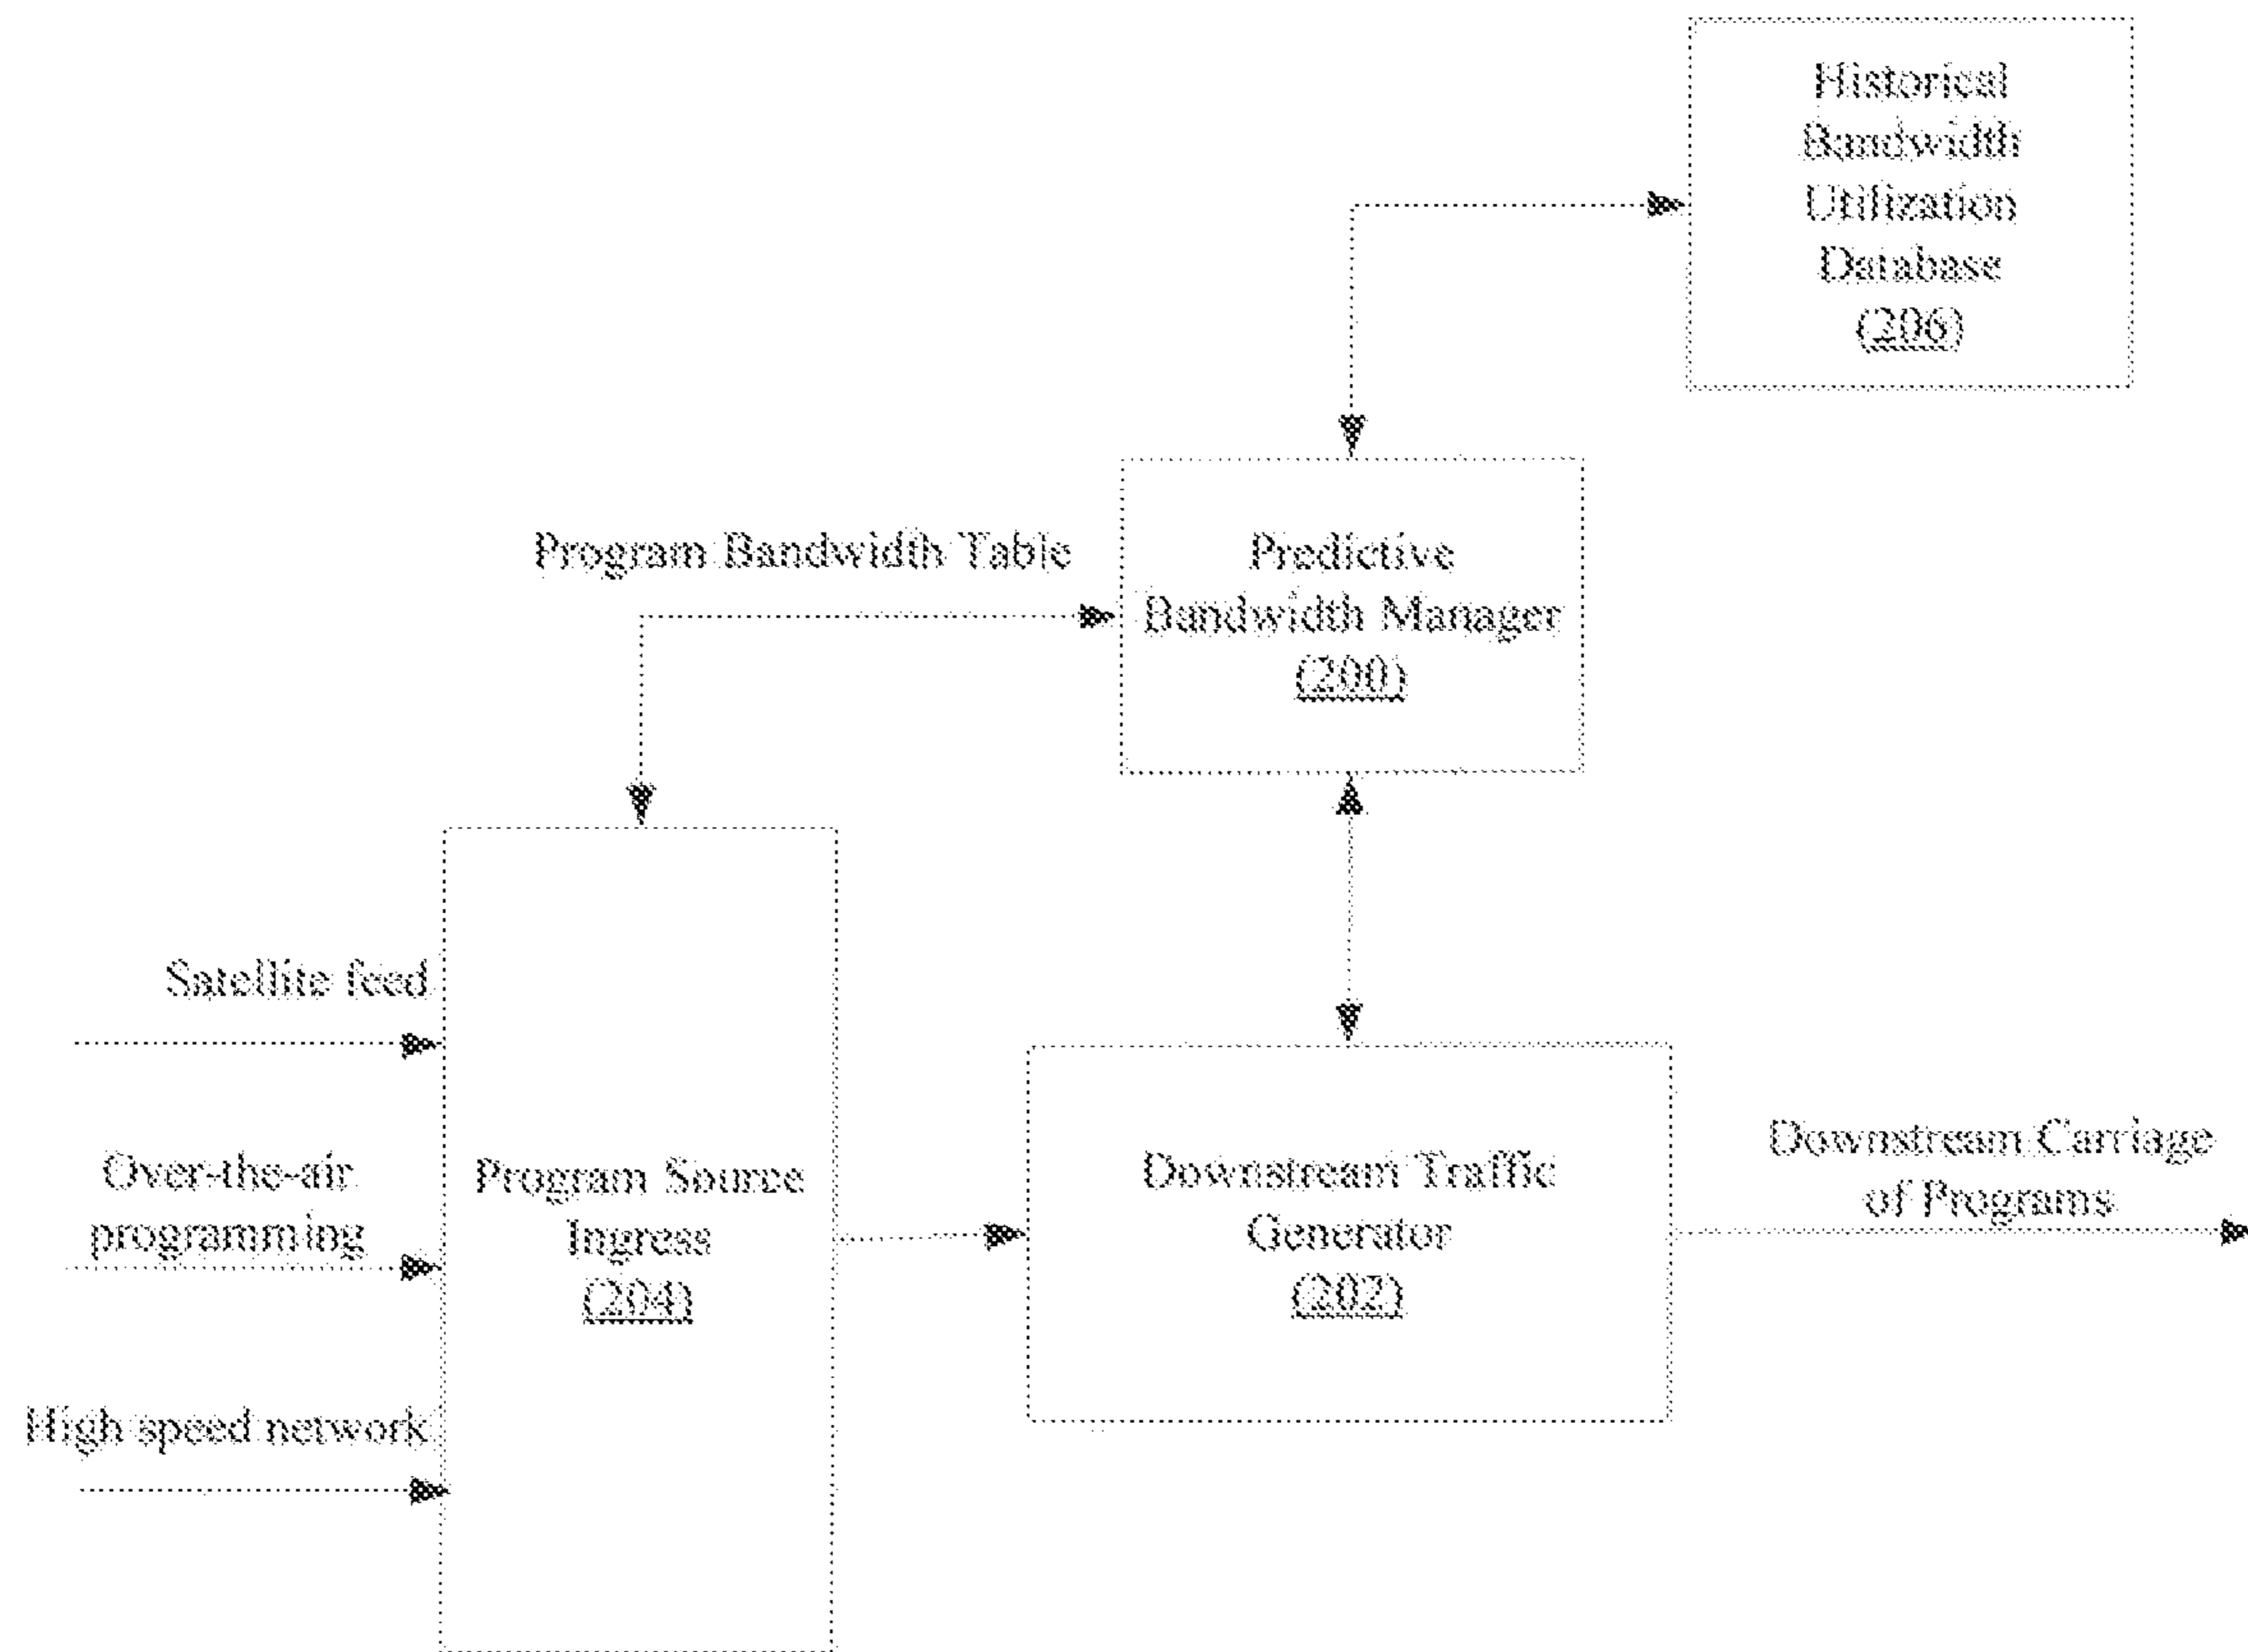 Historical
Bandwidth
Utilization
Database
(206)
Program Bandwidth Table
Predictive
Bandwidth Manager
(200)
Satellite feed
Over-the-air
programming
High speed network
Program Source
Ingress
(204)
Downstream Traffic
Generator
(202)
Downstream Carriage
of Programs